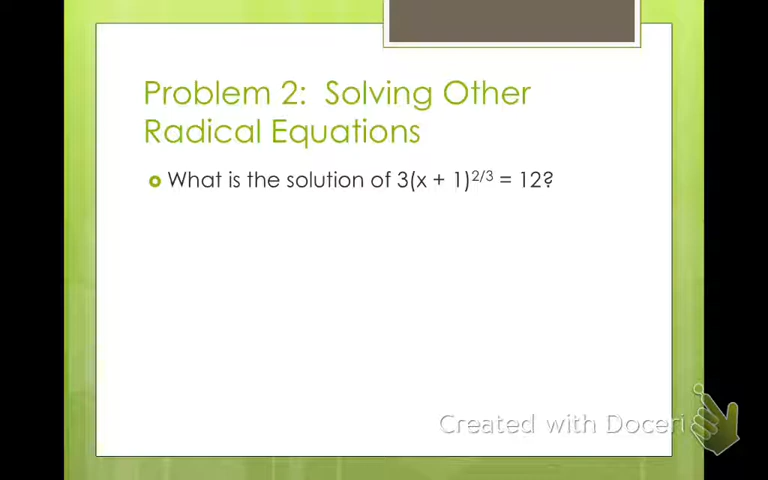 Problem 2:  Solving Other
Radical Equations
What is the solution of 3(x + 1)^{2/3} = 12?
Created with Doceri